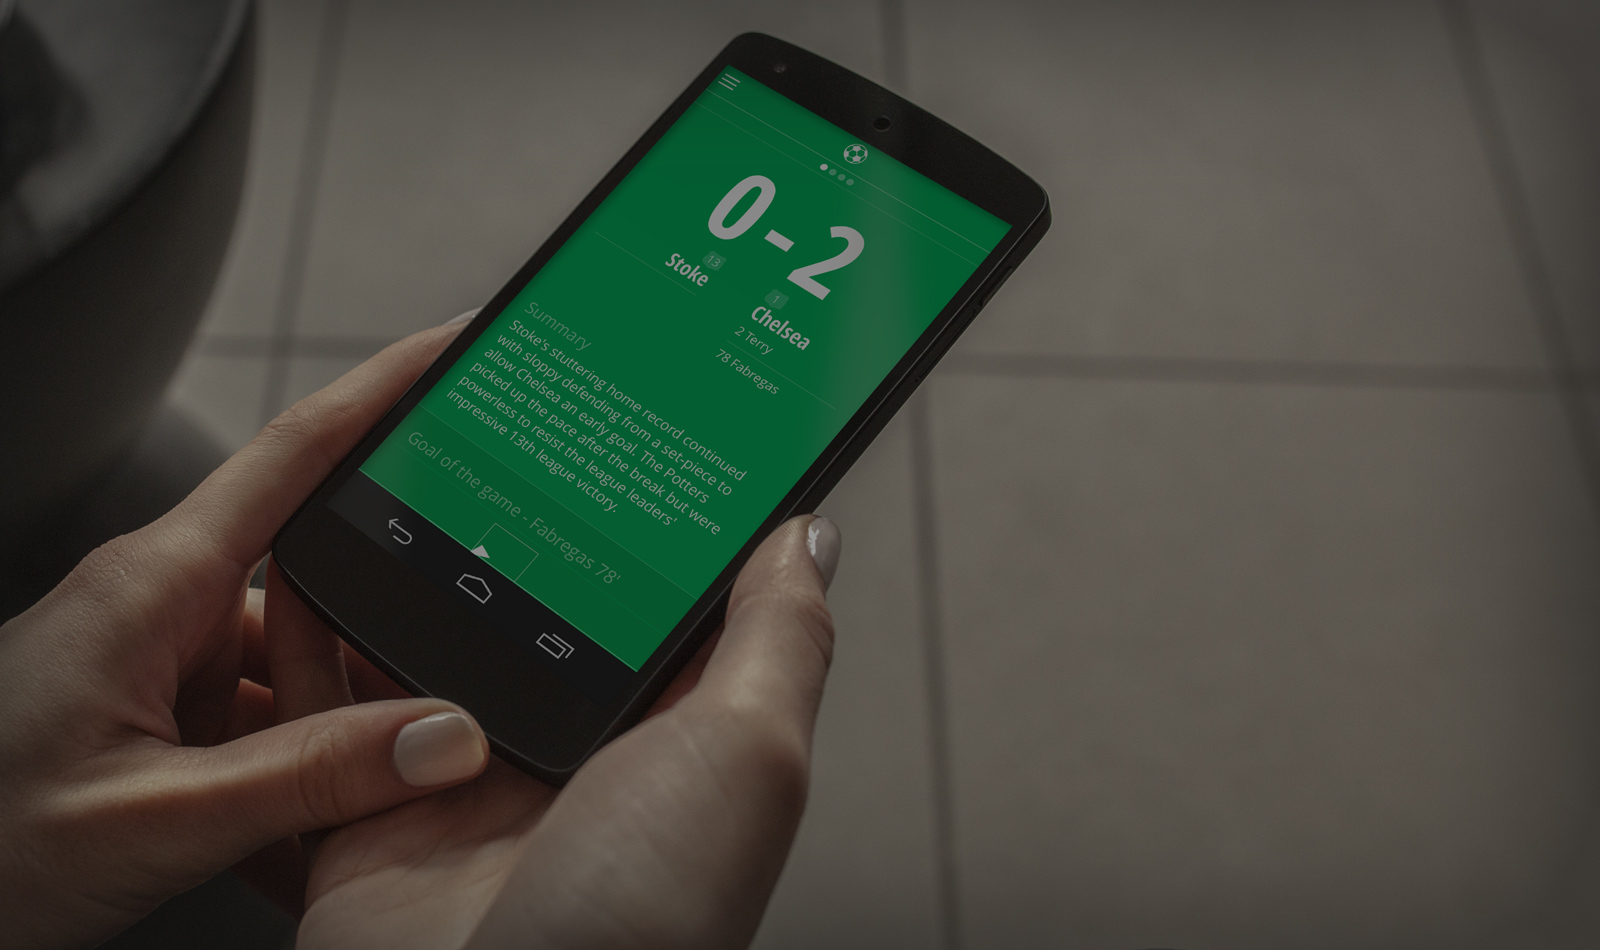 0 - 2
Stoke 13
1
Chelsea
2 Terry
78 Fabregas
Summary
Stoke's stuttering home record continued
with sloppy defending from a set-piece to
allow Chelsea an early goal. The Potters
picked up the pace after the break but were
powerless to resist the league leaders'
impressive 13th league victory.
Goal of the game - Fabregas 78'